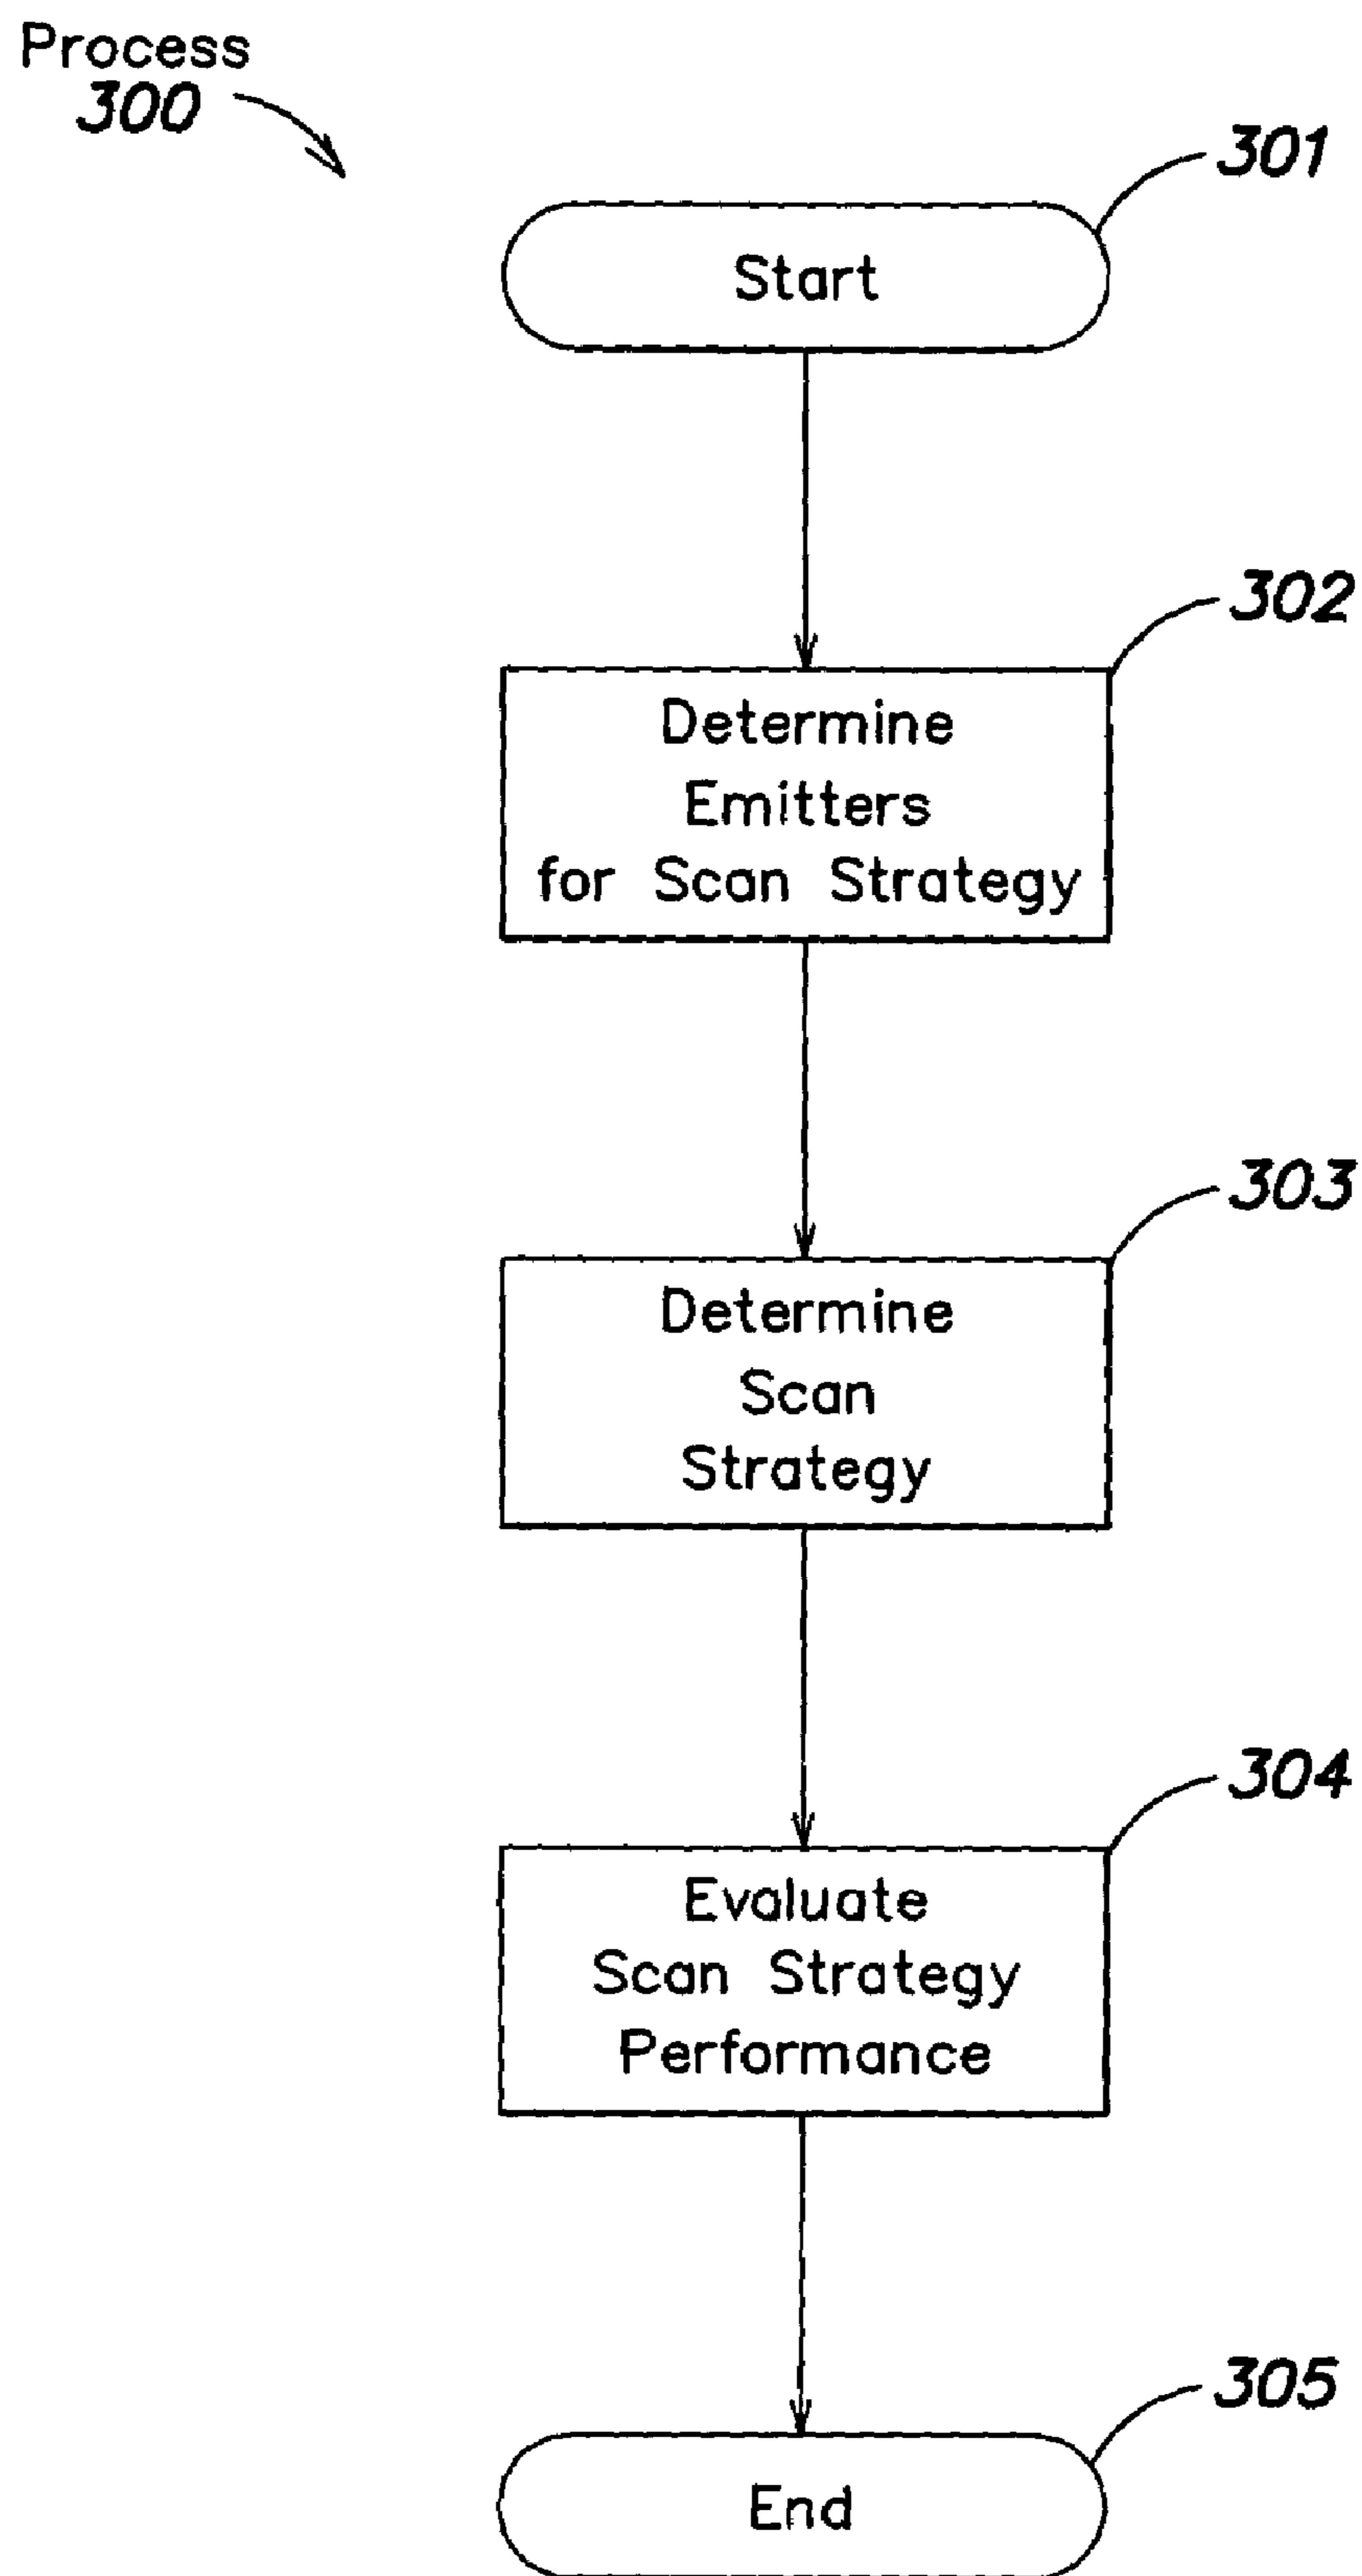 Process
300
301
Start
302
Determine
Emitters
for Scan Strategy
303
Determine
Scan
Strategy
304
Evaluate
Scan Strategy
Performance
305
End